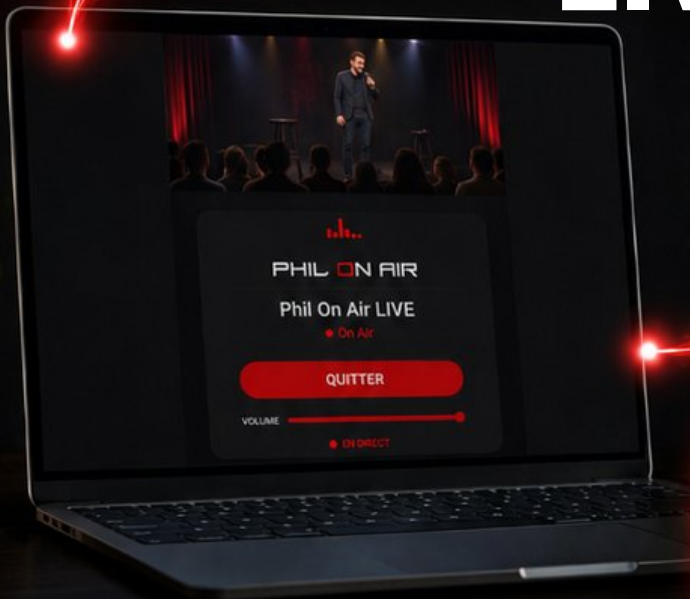 PHIL ON AIR
Phil On Air LIVE
On Air
QUITTER
VOLUME
EN DIRECT